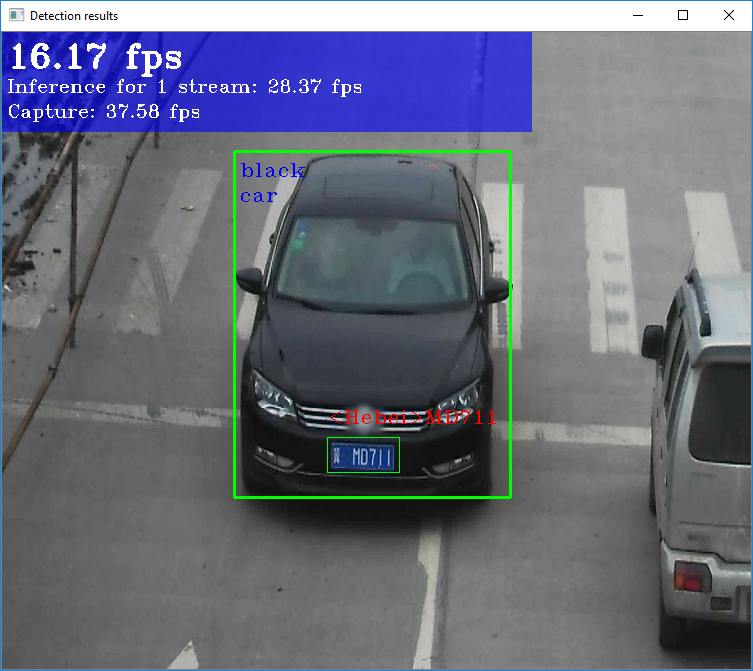 Detection results
16.17 fps
Inference for 1 stream: 28.37 fps
Capture: 37.58 fps
black
car
<Hebei>MD711
冀 MD711